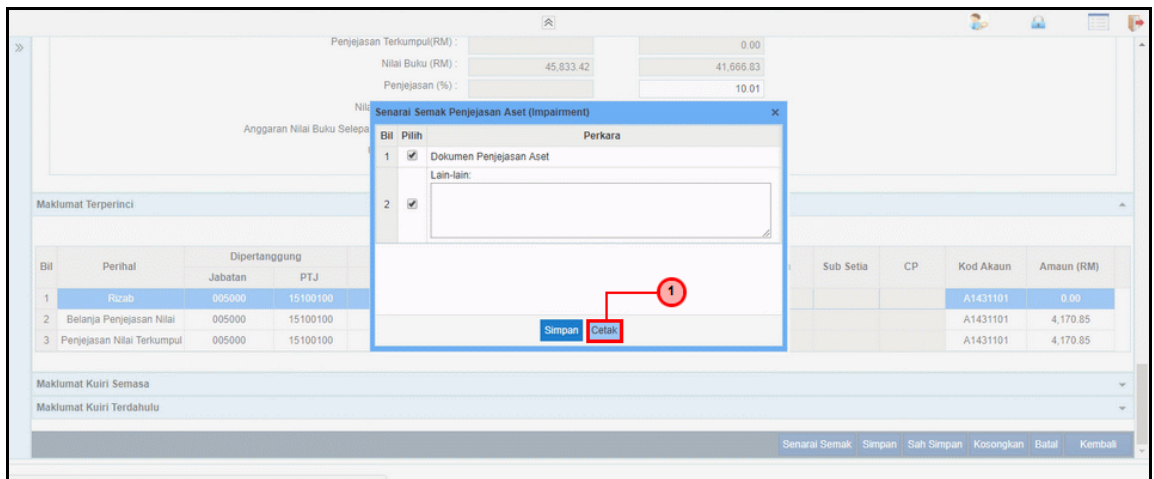 Penjejasan Terkumpul(RM) : 0.00
Nilai Buku (RM) : 45,833.42 41,666.83
Penjejasan (%) : 10.01
Anggaran Nilai Buku Selepa
Senarai Semak Penjejasan Aset (Impairment) ×
Bil Pilih Perkara
1 Dokumen Penjejasan Aset
2 Lain-lain:
1
Simpan Cetak
Maklumat Terperinci
Bil Perihal Dipertanggung Sub Setia CP Kod Akaun Amaun (RM)
Jabatan PTJ
1 Rizab 005000 15100100 A1431101 0.00
2 Belanja Penjejasan Nilai 005000 15100100 A1431101 4,170.85
3 Penjejasan Nilai Terkumpul 005000 15100100 A1431101 4,170.85
Maklumat Kuiri Semasa
Maklumat Kuiri Terdahulu
Senarai Semak Simpan Sah Simpan Kosongkan Batal Kembali